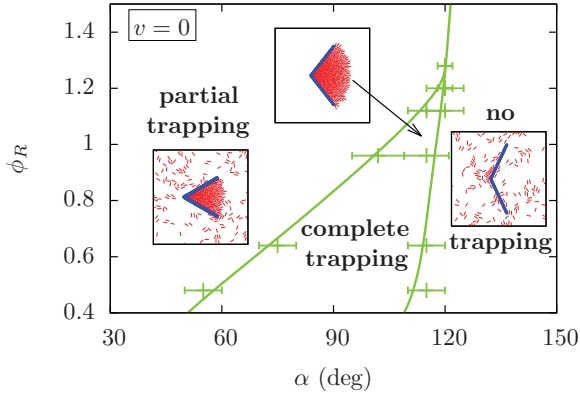 v = 0
partial
trapping
no
trapping
complete
trapping
ϕ_R
1.4
1.2
1
0.8
0.6
0.4
30
60
90
120
150
α (deg)